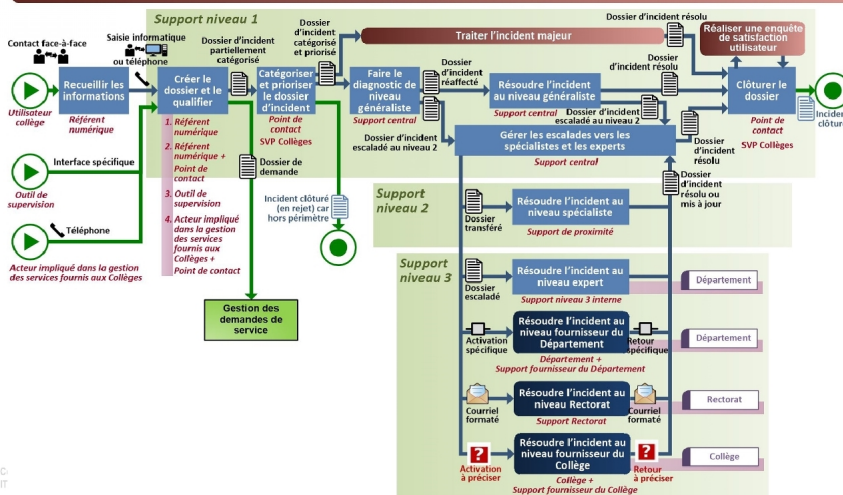 Support niveau 1
Contact face-à-face
Saisie informatique
ou téléphone
Dossier
d'incident
partiellement
catégorisé
Dossier
d'incident
catégorisé
et priorisé
Traiter l'incident majeur
Dossier
d'incident résolu
Réaliser une enquête
de satisfaction
utilisateur
Recueillir les
informations
Créer le
dossier et le
qualifier
Catégoriser
et prioriser
le dossier
d'incident
Faire le
diagnostic de
niveau
généraliste
Dossier
d'incident
réaffecté
Résoudre l'incident
au niveau généraliste
Dossier
d'incident résolu
Clôturer le
dossier
Utilisateur
collège
Référent
numérique
Point de
contact
SVP Collèges
Support central
Support central
Point de
contact
SVP Collèges
Incident
clôturé
1. Référent
numérique
2. Référent
numérique +
Point de
contact
3. Outil de
supervision
4. Acteur impliqué
dans la gestion
des services
fournis aux
Collèges +
Point de contact
Dossier
d'incident
escaladé au niveau 2
Dossier d'incident
escaladé au niveau 2
Gérer les escalades vers les
spécialistes et les experts
Support central
Dossier
d'incident
résolu
Interface spécifique
Outil de
supervision
Dossier de
demande
Dossier
d'incident
résolu ou
mis à jour
Incident clôturé
(en rejet) car
hors périmètre
Téléphone
Acteur impliqué dans la gestion
des services fournis aux Collèges
Gestion des
demandes de
service
Support
niveau 2
Dossier
transféré
Résoudre l'incident au
niveau spécialiste
Support de proximité
Support
niveau 3
Dossier
escaladé
Résoudre l'incident au
niveau expert
Support niveau 3 interne
Département
Activation
spécifique
Résoudre l'incident au
niveau fournisseur du
Département
Retour
spécifique
Département +
Support fournisseur du Département
Département
Courriel
formaté
Résoudre l'incident au
niveau Rectorat
Support Rectorat
Courriel
formaté
Rectorat
?
Activation
à préciser
Résoudre l'incident au
niveau fournisseur du
Collège
?
Retour
à préciser
Collège +
Support fournisseur du Collège
Collège